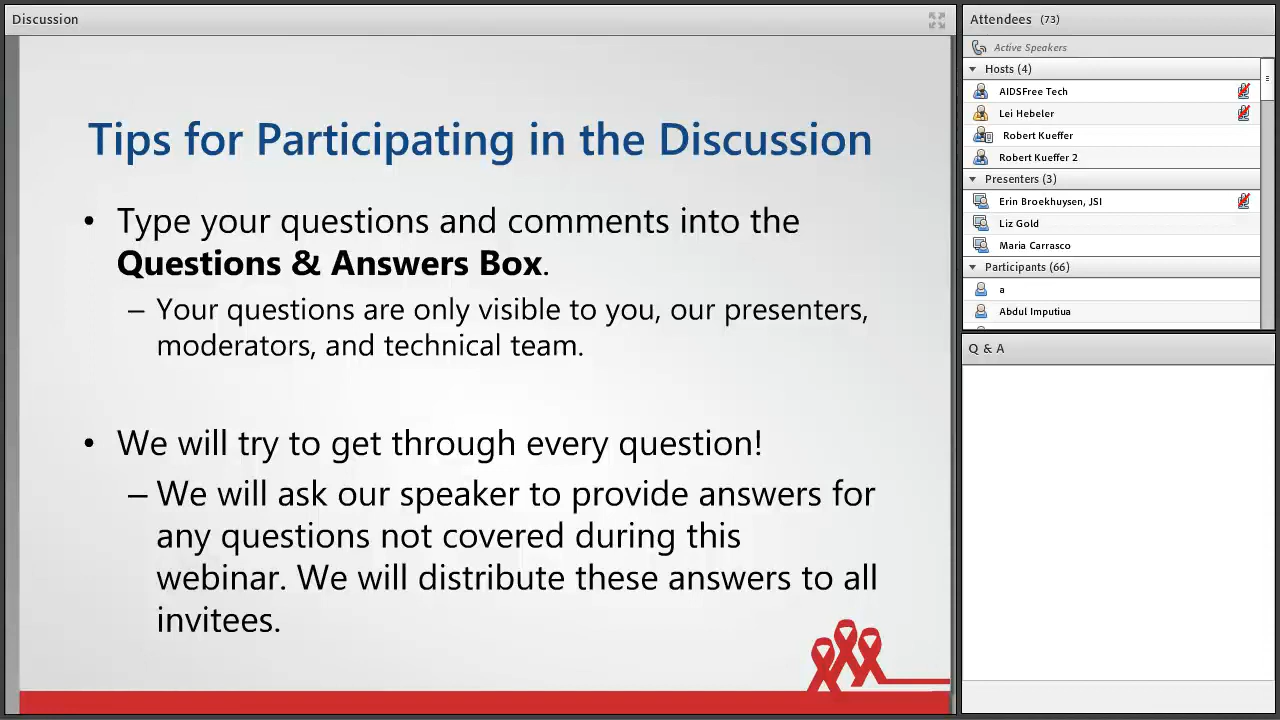 Discussion
Tips for Participating in the Discussion
• Type your questions and comments into the
Questions & Answers Box.
– Your questions are only visible to you, our presenters,
moderators, and technical team.
• We will try to get through every question!
– We will ask our speaker to provide answers for
any questions not covered during this
webinar. We will distribute these answers to all
invitees.
Attendees (73)
Active Speakers
Hosts (4)
AIDSFree Tech
Lei Hebeler
Robert Kueffer
Robert Kueffer 2
Presenters (3)
Erin Broekhuysen, JSI
Liz Gold
Maria Carrasco
Participants (66)
a
Abdul Imputiua
Q & A